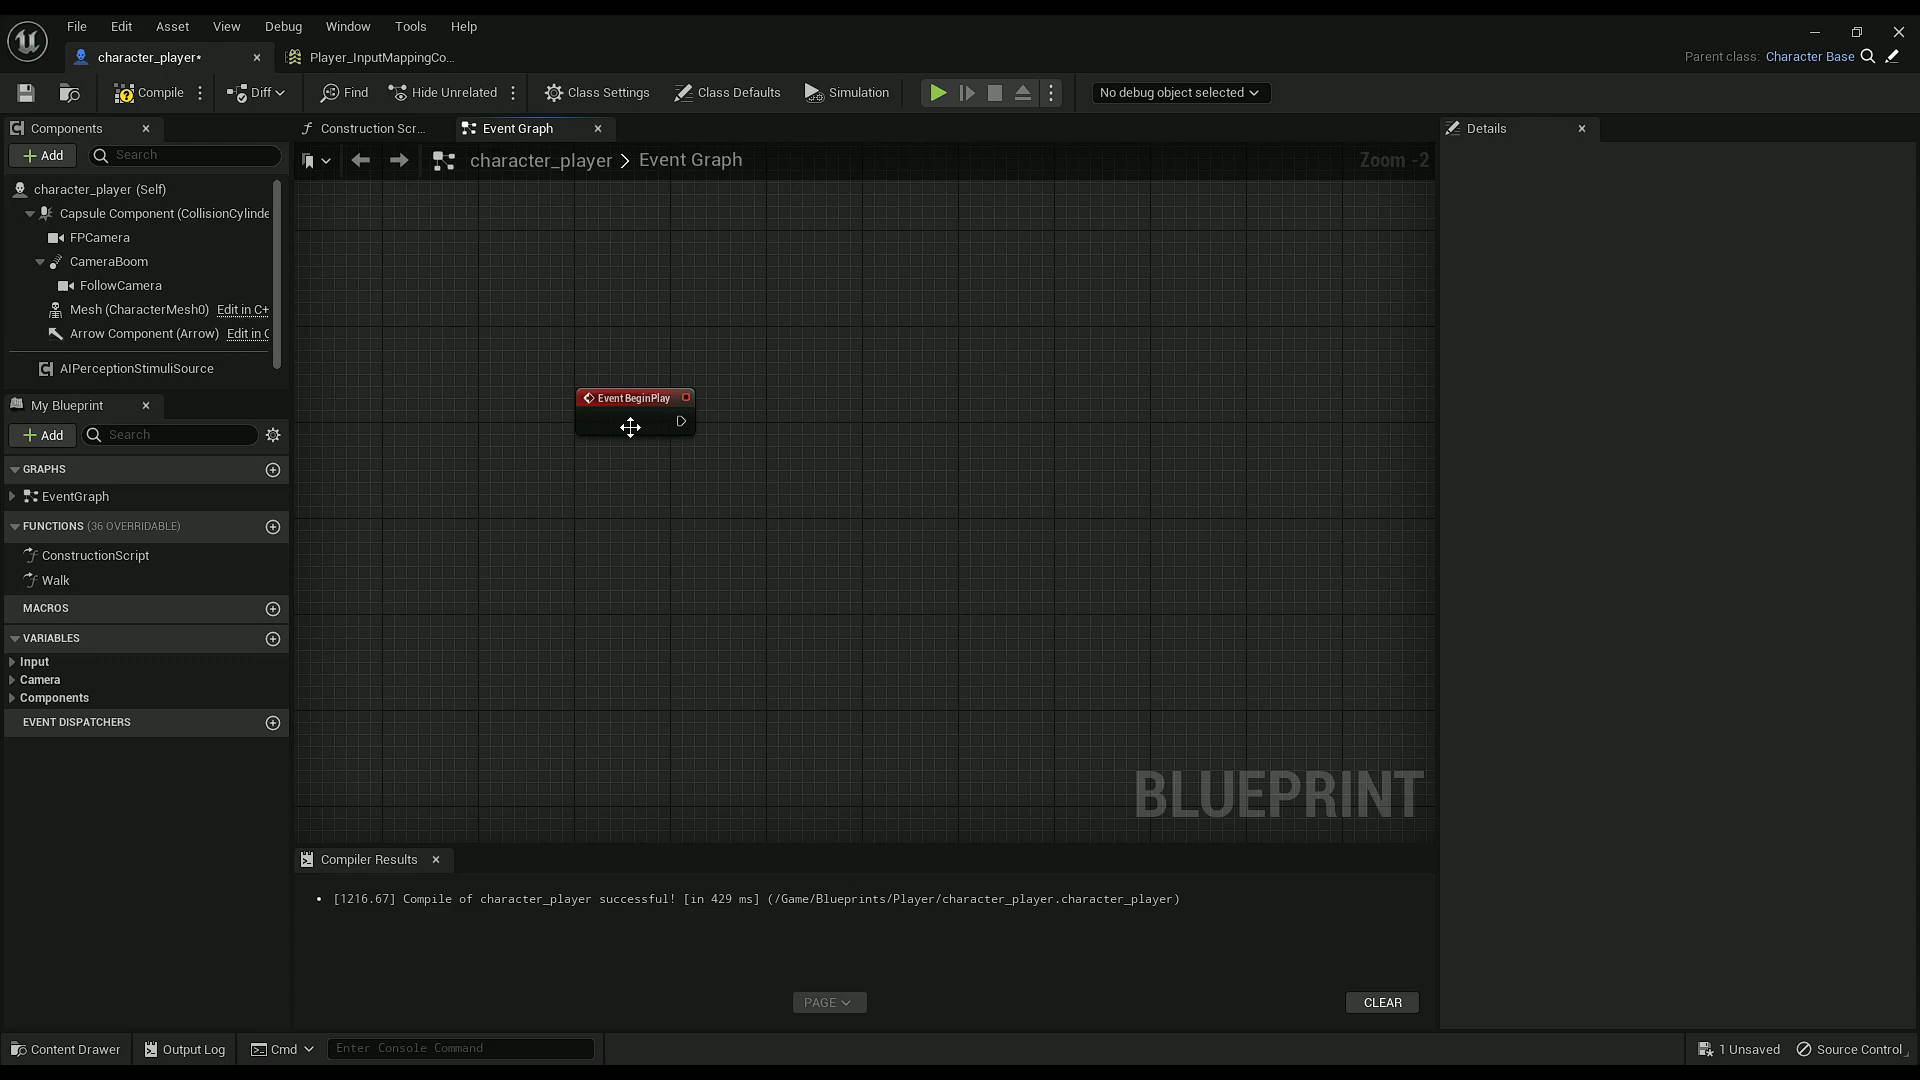 File Edit Asset View Debug Window Tools Help
character_player*
Player_InputMappingCo...
Parent class: Character Base
Compile
Diff
Find
Hide Unrelated
Class Settings
Class Defaults
Simulation
No debug object selected
Components
Add
Search
character_player (Self)
Capsule Component (CollisionCylinde
FPCamera
CameraBoom
FollowCamera
Mesh (CharacterMesh0) Edit in C+
Arrow Component (Arrow) Edit in C
AIPerceptionStimuliSource
My Blueprint
Add
Search
GRAPHS
EventGraph
FUNCTIONS (36 OVERRIDABLE)
ConstructionScript
Walk
MACROS
VARIABLES
Input
Camera
Components
EVENT DISPATCHERS
Construction Scr...
Event Graph
character_player > Event Graph
Zoom -2
Event BeginPlay
BLUEPRINT
Compiler Results
• [1216.67] Compile of character_player successful! [in 429 ms] (/Game/Blueprints/Player/character_player.character_player)
PAGE
CLEAR
Details
Content Drawer
Output Log
Cmd
Enter Console Command
1 Unsaved
Source Control